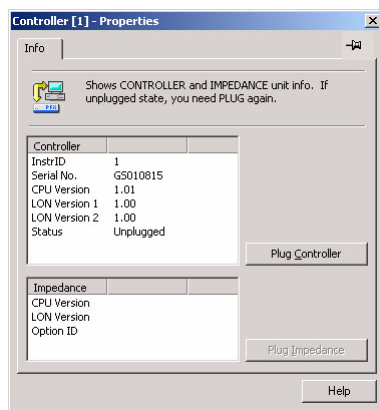 Controller [1] - Properties
Info
Shows CONTROLLER and IMPEDANCE unit info. If
unplugged state, you need PLUG again.
Controller
InstrID 1
Serial No. GS010815
CPU Version 1.01
LON Version 1 1.00
LON Version 2 1.00
Status Unplugged
Plug Controller
Impedance
CPU Version
LON Version
Option ID
Plug Impedance
Help